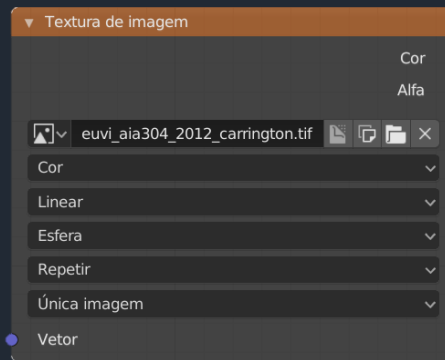 Textura de imagem
Cor
Alfa
euvi_aia304_2012_carrington.tif
Cor
Linear
Esfera
Repetir
Única imagem
Vetor